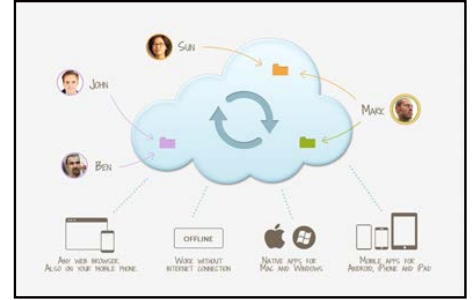 Sun
John
Mark
Ben
OFFLINE
Any web browser.
Also on your mobile phone.
Work without
internet connection
Native apps for
Mac and Windows
Mobile apps for
Android, iPhone and iPad